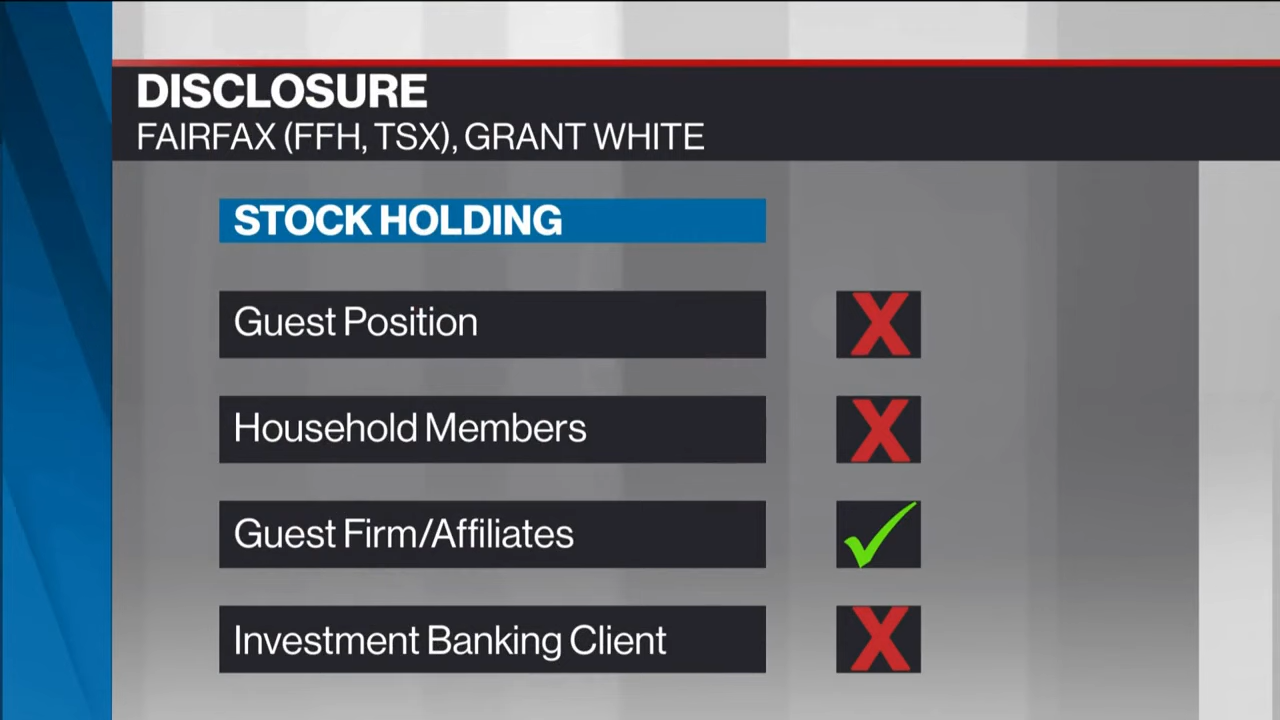 DISCLOSURE
FAIRFAX (FFH, TSX), GRANT WHITE
STOCK HOLDING
Guest Position
Household Members
Guest Firm/Affiliates
Investment Banking Client